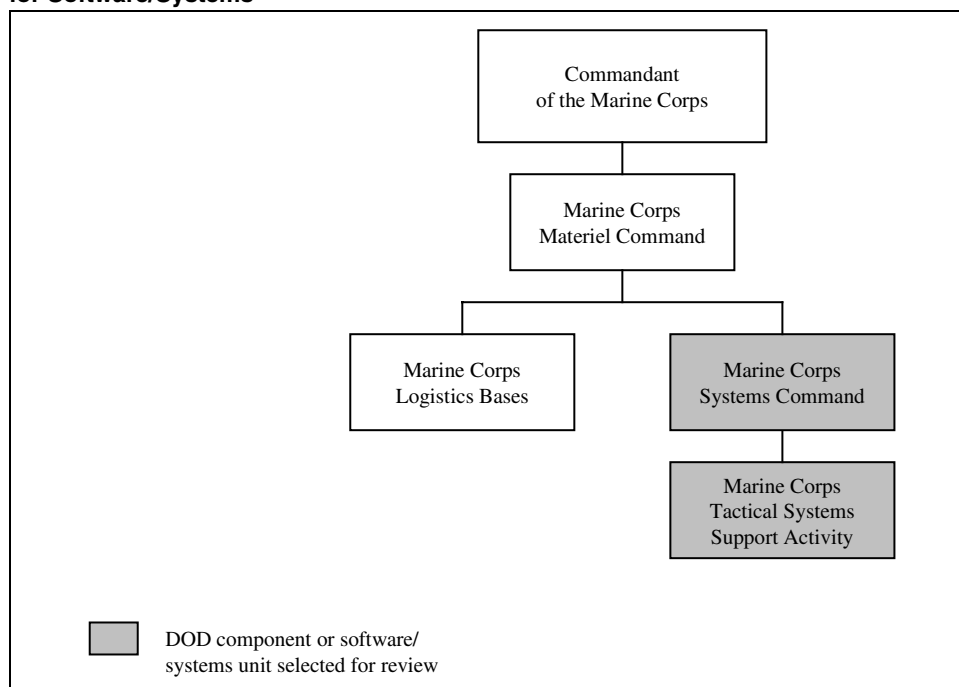 for Software/Systems
Commandant
of the Marine Corps
Marine Corps
Materiel Command
Marine Corps
Logistics Bases
Marine Corps
Systems Command
Marine Corps
Tactical Systems
Support Activity
DOD component or software/
systems unit selected for review